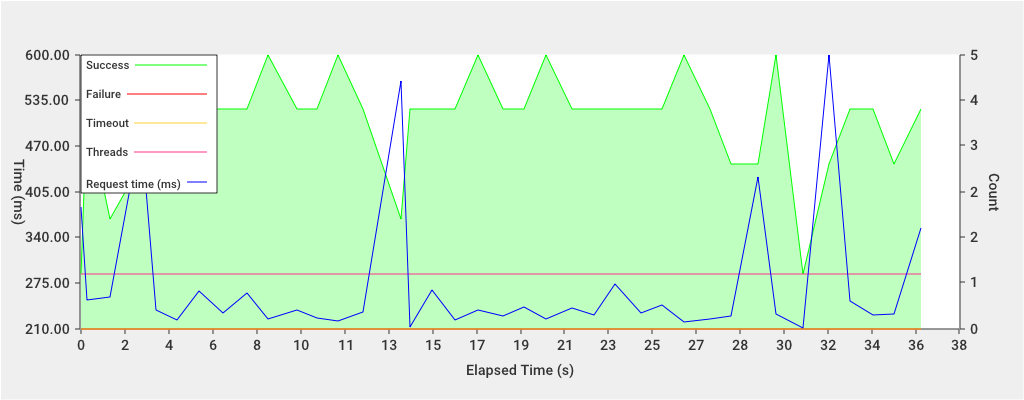 600.00
535.00
470.00
405.00
340.00
275.00
210.00
Time (ms)
Success
Failure
Timeout
Threads
Request time (ms)
5
4
3
2
2
1
0
Count
0 2 4 6 8 10 11 13 15 17 19 21 23 25 27 28 30 32 34 36 38
Elapsed Time (s)